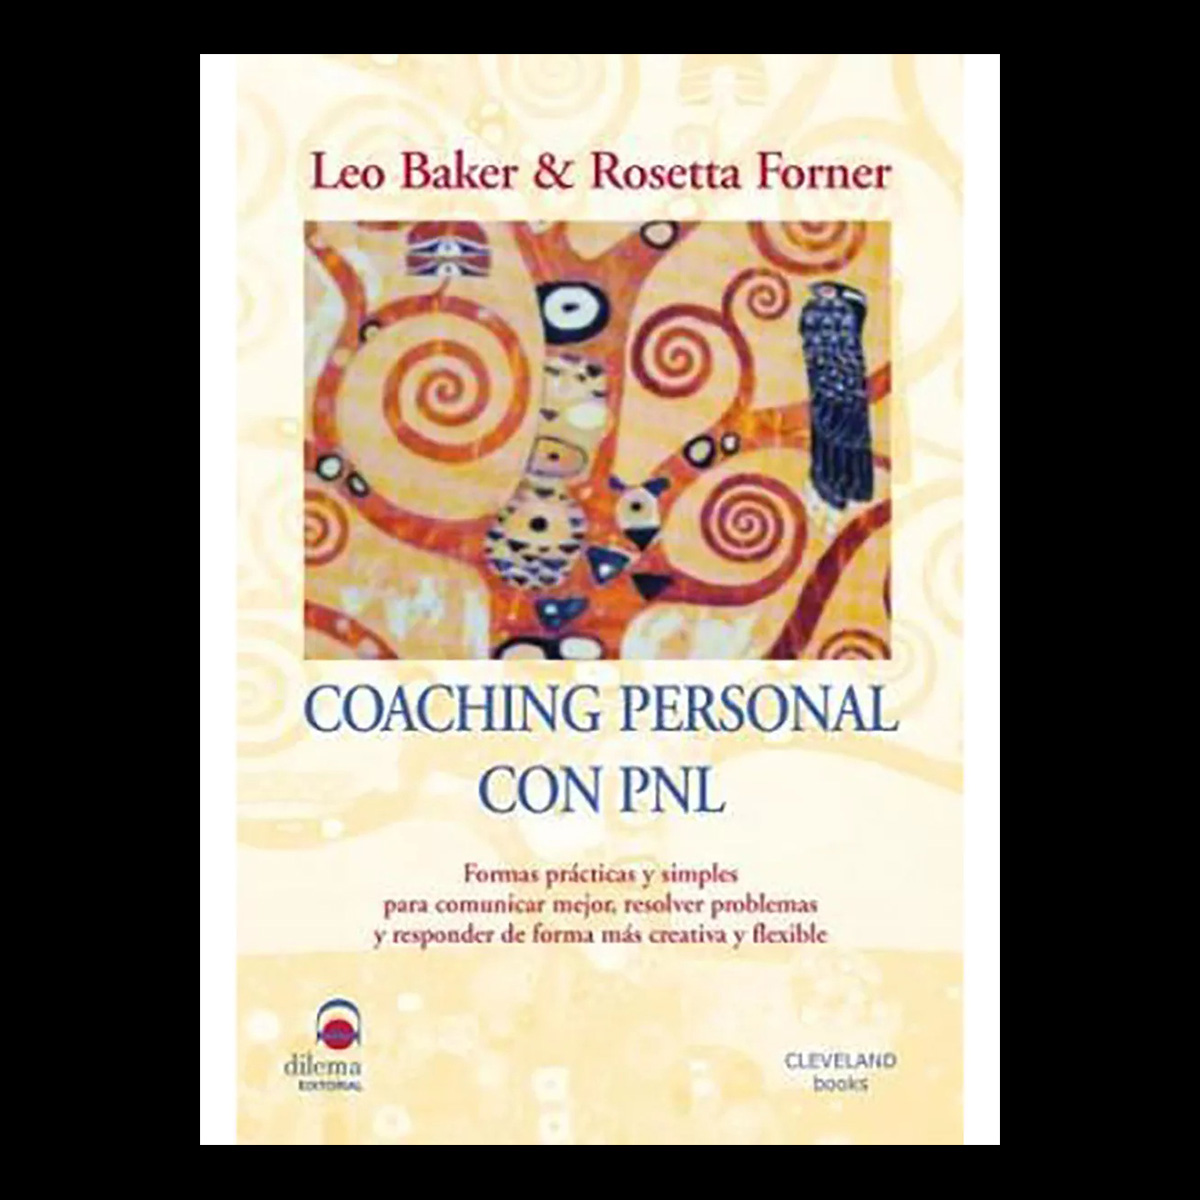 Leo Baker & Rosetta Forner
COACHING PERSONAL
CON PNL
Formas prácticas y simples
para comunicar mejor, resolver problemas
y responder de forma más creativa y flexible
dilema
EDITORIAL
CLEVELAND
books